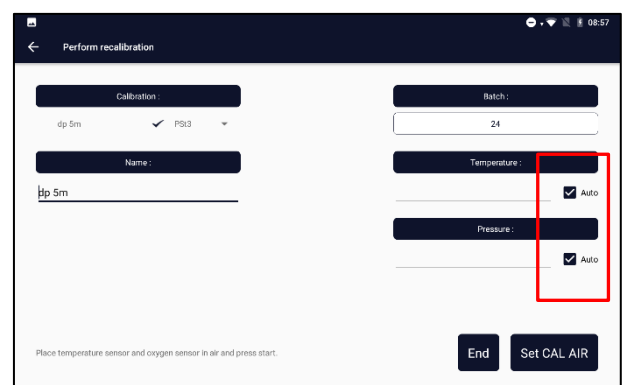 08:57
Perform recalibration
Calibration :
dp 5m PSt3
Name :
dp 5m
Batch :
24
Temperature :
Auto
Pressure :
Auto
Place temperature sensor and oxygen sensor in air and press start.
End Set CAL AIR